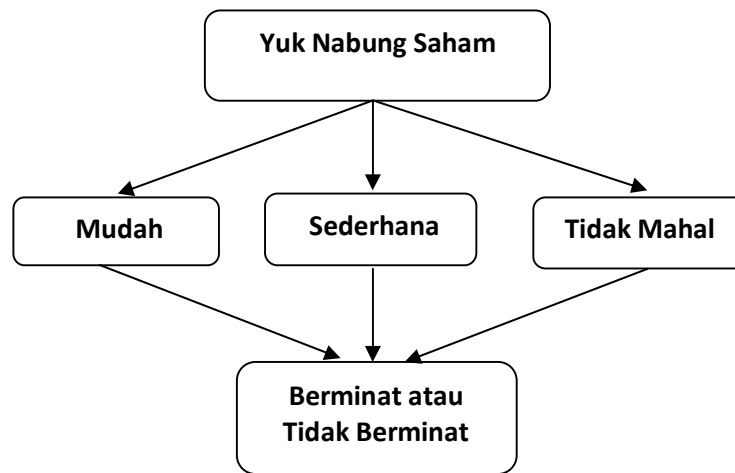 Yuk Nabung Saham
Mudah
Sederhana
Tidak Mahal
Berminat atau
Tidak Berminat